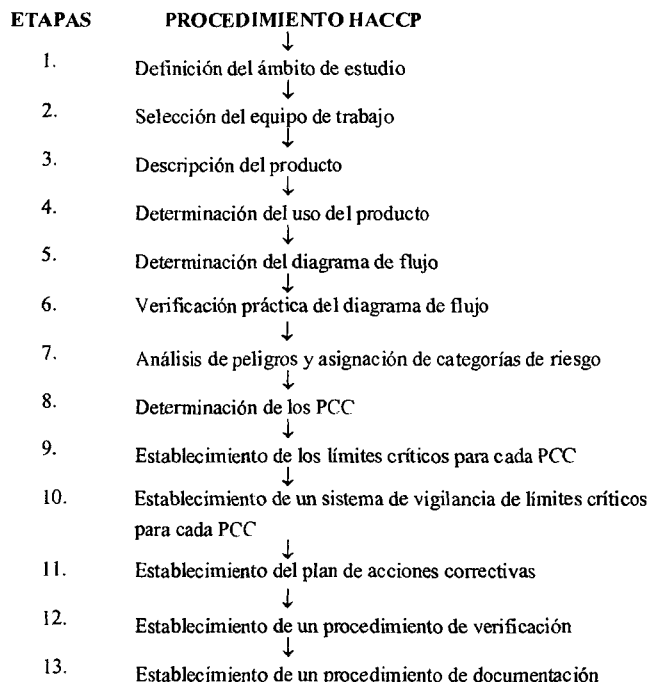 ETAPAS PROCEDIMIENTO HACCP
1. Definición del ámbito de estudio
2. Selección del equipo de trabajo
3. Descripción del producto
4. Determinación del uso del producto
5. Determinación del diagrama de flujo
6. Verificación práctica del diagrama de flujo
7. Análisis de peligros y asignación de categorías de riesgo
8. Determinación de los PCC
9. Establecimiento de los límites críticos para cada PCC
10. Establecimiento de un sistema de vigilancia de límites críticos
para cada PCC
11. Establecimiento del plan de acciones correctivas
12. Establecimiento de un procedimiento de verificación
13. Establecimiento de un procedimiento de documentación